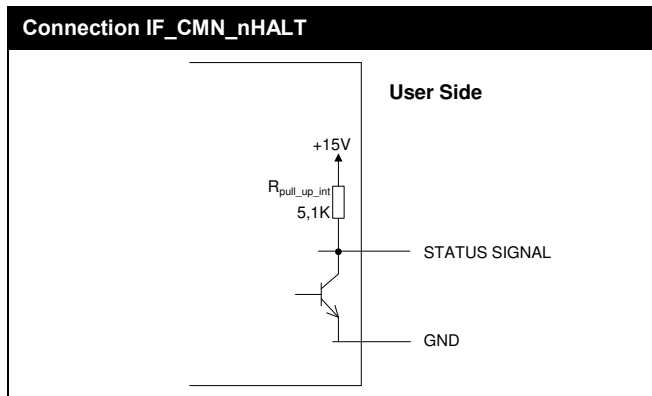 Connection IF_CMN_nHALT
User Side
+15V
Rpull_up_int
5,1K
STATUS SIGNAL
GND